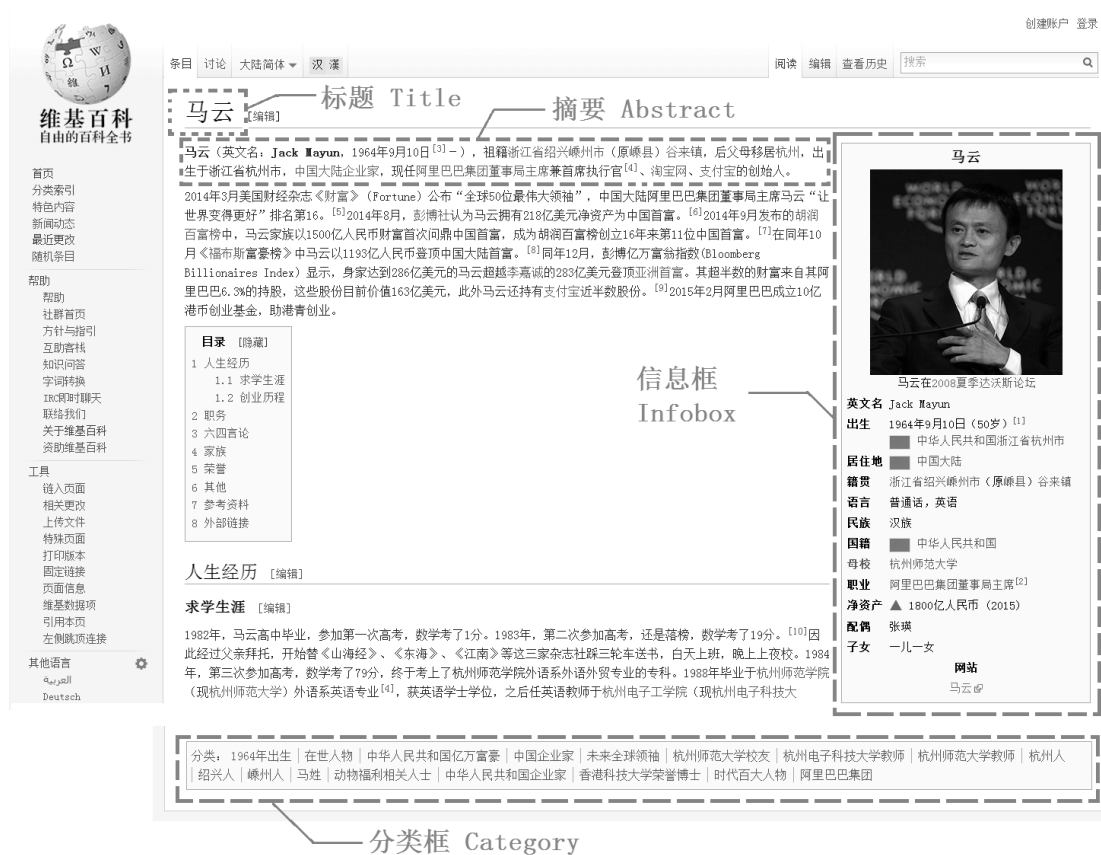 创建账户 登录
维基百科
自由的百科全书
条目 讨论 大陆简体 汉 漢 阅读 编辑 查看历史 搜索
标题 Title
马云 [编辑]
摘要 Abstract
马云（英文名：Jack Mayun，1964年9月10日[3]－），祖籍浙江省绍兴嵊州市（原嵊县）谷来镇，后父母移居杭州，出
生于浙江省杭州市，中国大陆企业家，现任阿里巴巴集团董事局主席兼首席执行官[4]、淘宝网、支付宝的创始人。
2014年3月美国财经杂志《财富》（Fortune）公布“全球50位最伟大领袖”，中国大陆阿里巴巴集团董事局主席马云“让
世界变得更好”排名第16。[5]2014年8月，彭博社认为马云拥有218亿美元净资产为中国首富。[6]2014年9月发布的胡润
百富榜中，马云家族以1500亿人民币财富首次问鼎中国首富，成为胡润百富榜创立16年来第11位中国首富。[7]在同年10
月《福布斯富豪榜》中马云以1193亿人民币登顶中国大陆首富。[8]同年12月，彭博亿万富翁指数(Bloomberg
Billionaires Index）显示，身家达到286亿美元的马云超越李嘉诚的283亿美元登顶亚洲首富。其超半数的财富来自其阿
里巴巴6.3%的持股，这些股份目前价值163亿美元，此外马云还持有支付宝近半数股份。[9]2015年2月阿里巴巴成立10亿
港币创业基金，助港青创业。
目录 [隐藏]
1 人生经历
1.1 求学生涯
1.2 创业历程
2 职务
3 六四言论
4 家族
5 荣誉
6 其他
7 参考资料
8 外部链接
人生经历 [编辑]
求学生涯 [编辑]
1982年，马云高中毕业，参加第一次高考，数学考了1分。1983年，第二次参加高考，还是落榜，数学考了19分。[10]因
此经过父亲拜托，开始替《山海经》、《东海》、《江南》等这三家杂志社踩三轮车送书，白天上班，晚上上夜校。1984
年，第三次参加高考，数学考了79分，终于考上了杭州师范学院外语系外语外贸专业的专科。1988年毕业于杭州师范学院
（现杭州师范大学）外语系英语专业[4]，获英语学士学位，之后任英语教师于杭州电子工学院（现杭州电子科技大
首页
分类索引
特色内容
新闻动态
最近更改
随机条目
帮助
帮助
社群首页
方针与指引
互助客栈
知识问答
字词转换
IRC即时聊天
联络我们
关于维基百科
资助维基百科
工具
链入页面
相关更改
上传文件
特殊页面
打印版本
固定链接
页面信息
维基数据项
引用本页
左侧跳顶连接
其他语言
العربية
Deutsch
信息框
Infobox
马云
WORLD
ECONOMIC
FORUM
马云在2008夏季达沃斯论坛
英文名 Jack Mayun
出生 1964年9月10日（50岁）[1]
中华人民共和国浙江省杭州市
居住地 中国大陆
籍贯 浙江省绍兴嵊州市（原嵊县）谷来镇
语言 普通话，英语
民族 汉族
国籍 中华人民共和国
母校 杭州师范大学
职业 阿里巴巴集团董事局主席[2]
净资产 ▲ 1800亿人民币（2015）
配偶 张瑛
子女 一儿一女
网站
马云
分类： 1964年出生 | 在世人物 | 中华人民共和国亿万富豪 | 中国企业家 | 未来全球领袖 | 杭州师范大学校友 | 杭州电子科技大学教师 | 杭州师范大学教师 | 杭州人
| 绍兴人 | 嵊州人 | 马姓 | 动物福利相关人士 | 中华人民共和国企业家 | 香港科技大学荣誉博士 | 时代百大人物 | 阿里巴巴集团
分类框 Category